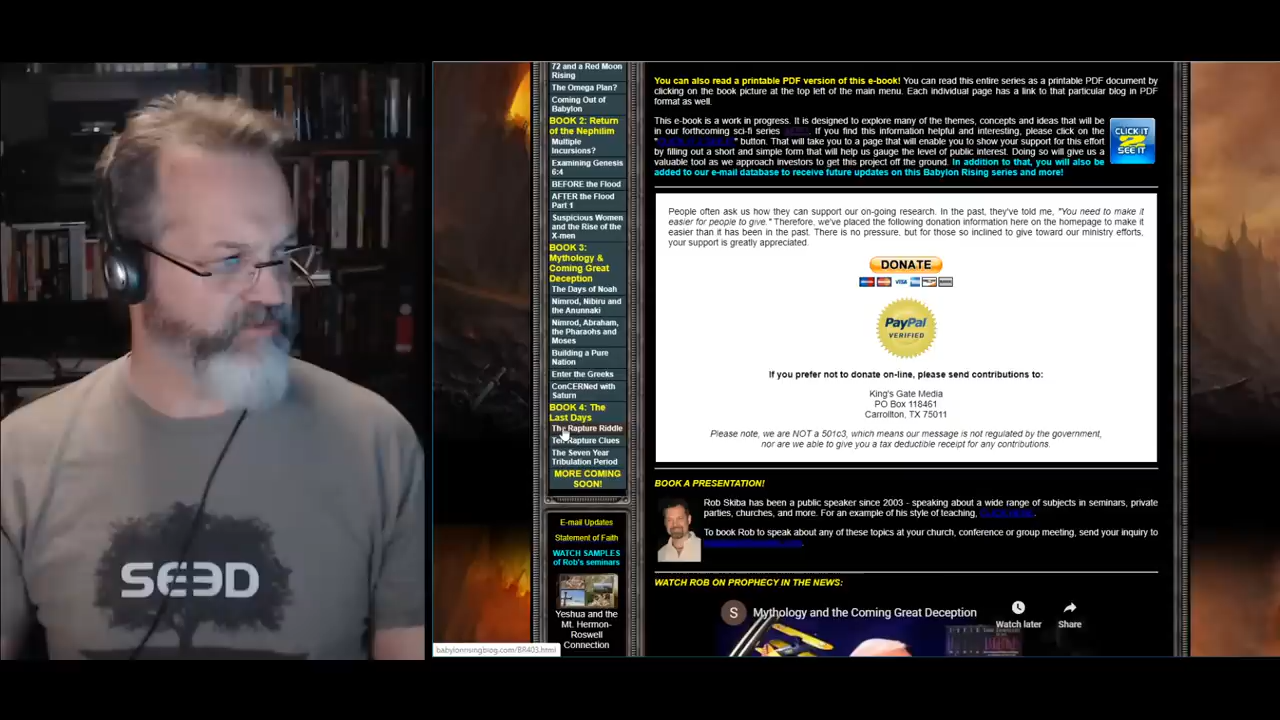 72 and a Red Moon
Rising
The Omega Plan?
Coming Out of
Babylon
BOOK 2: Return
of the Nephilim
Multiple
Incursions?
Examining Genesis
6:4
BEFORE the Flood
AFTER the Flood
Part 1
Suspicious Women
and the Rise of the
X-men
BOOK 3:
Mythology &
Coming Great
Deception
The Days of Noah
Nimrod, Nibiru and
the Anunnaki
Nimrod, Abraham,
the Pharaohs and
Moses
Building a Pure
Nation
Enter the Greeks
ConCERNed with
Saturn
BOOK 4: The
Last Days
The Rapture Riddle
Ten Rapture Clues
The Seven Year
Tribulation Period
MORE COMING
SOON!
E-mail Updates
Statement of Faith
WATCH SAMPLES
of Rob's seminars
Yeshua and the
Mt. Hermon-
Roswell
Connection
babylonrisingblog.com/BR403.html
You can also read a printable PDF version of this e-book! You can read this entire series as a printable PDF document by
clicking on the book picture at the top left of the main menu. Each individual page has a link to that particular blog in PDF
format as well.
This e-book is a work in progress. It is designed to explore many of the themes, concepts and ideas that will be
in our forthcoming sci-fi series . If you find this information helpful and interesting, please click on the
" " button. That will take you to a page that will enable you to show your support for this effort
by filling out a short and simple form that will help us gauge the level of public interest. Doing so will give us a
valuable tool as we approach investors to get this project off the ground. In addition to that, you will also be
added to our e-mail database to receive future updates on this Babylon Rising series and more!
CLICK IT
2
SEE IT
People often ask us how they can support our on-going research. In the past, they've told me, "You need to make it
easier for people to give." Therefore, we've placed the following donation information here on the homepage to make it
easier than it has been in the past. There is no pressure, but for those so inclined to give toward our ministry efforts,
your support is greatly appreciated.
DONATE
VISA
PayPal
VERIFIED
If you prefer not to donate on-line, please send contributions to:
King's Gate Media
PO Box 118461
Carrollton, TX 75011
Please note, we are NOT a 501c3, which means our message is not regulated by the government,
nor are we able to give you a tax deductible receipt for any contributions.
BOOK A PRESENTATION!
Rob Skiba has been a public speaker since 2003 - speaking about a wide range of subjects in seminars, private
parties, churches, and more. For an example of his style of teaching, .
To book Rob to speak about any of these topics at your church, conference or group meeting, send your inquiry to
.
WATCH ROB ON PROPHECY IN THE NEWS:
S Mythology and the Coming Great Deception
Watch later
Share
SEED